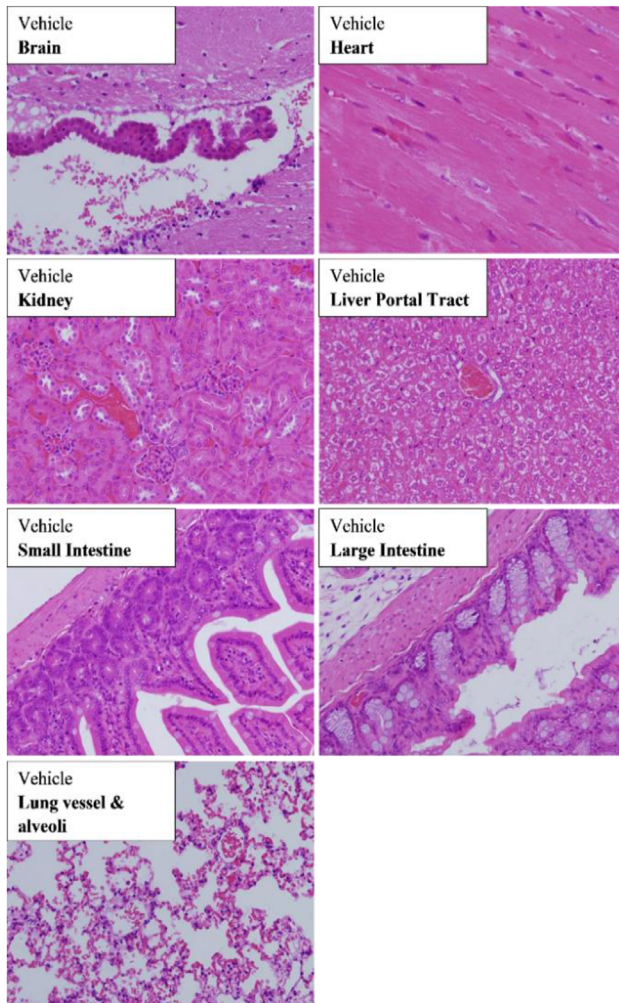 Vehicle
Brain
Vehicle
Heart
Vehicle
Kidney
Vehicle
Liver Portal Tract
Vehicle
Small Intestine
Vehicle
Large Intestine
Vehicle
Lung vessel &
alveoli